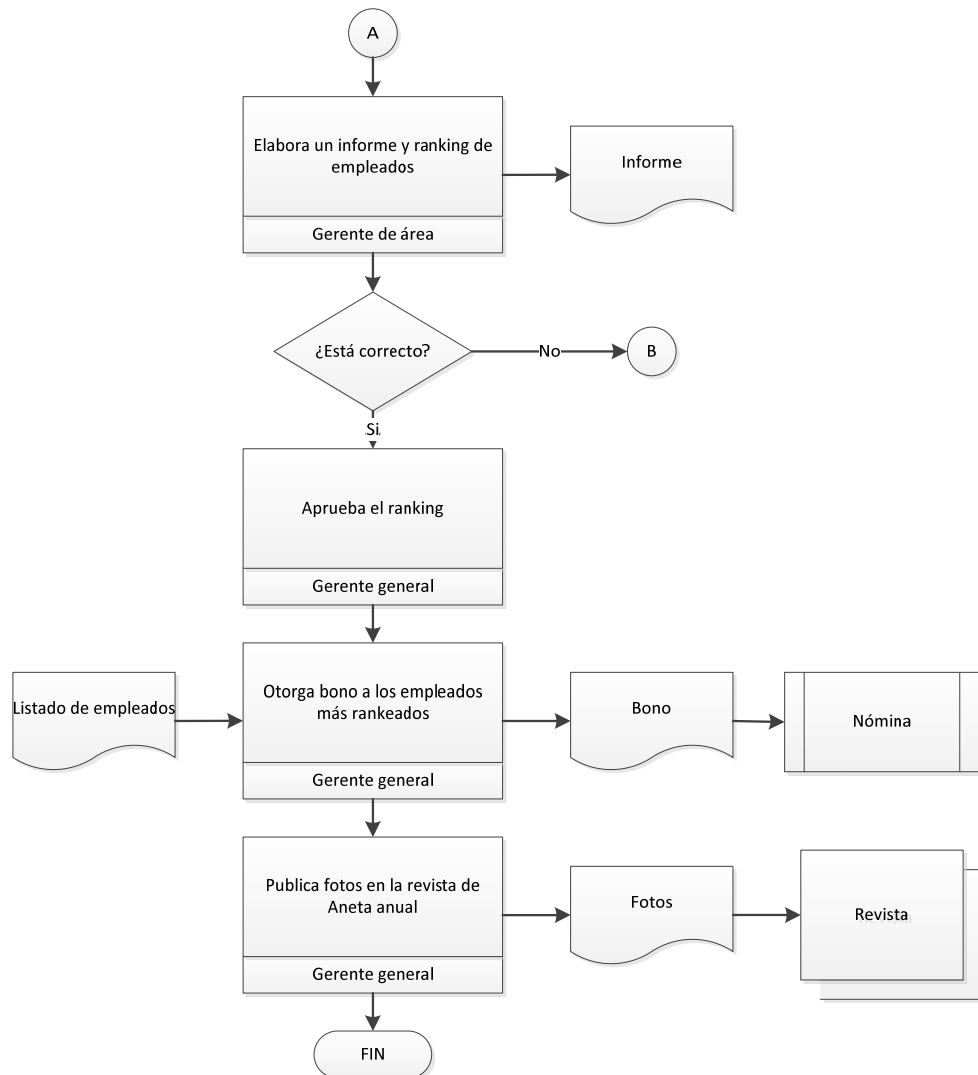 A
Elabora un informe y ranking de
empleados
Gerente de área
Informe
¿Está correcto?
No
B
Si
Aprueba el ranking
Gerente general
Listado de empleados
Otorga bono a los empleados
más rankeados
Gerente general
Bono
Nómina
Publica fotos en la revista de
Aneta anual
Gerente general
Fotos
Revista
FIN